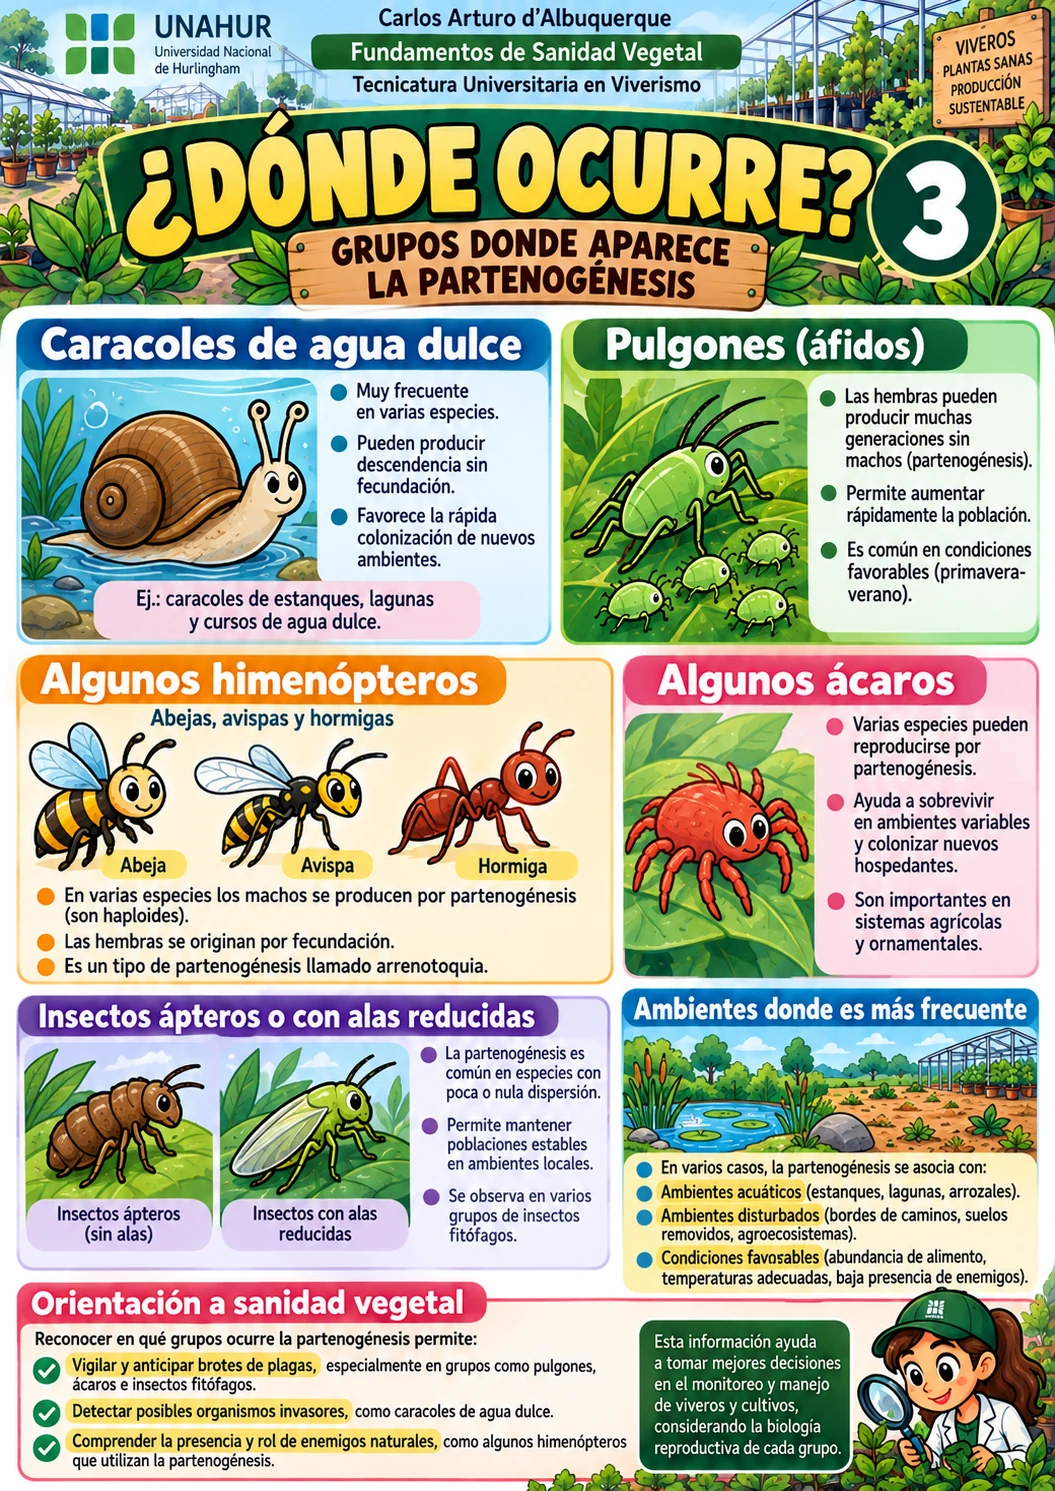 UNAHUR
Universidad Nacional
de Hurlingham
Carlos Arturo d’Albuquerque
Fundamentos de Sanidad Vegetal
Tecnicatura Universitaria en Viverismo
VIVEROS
PLANTAS SANAS
PRODUCCIÓN
SUSTENTABLE
¿DÓNDE OCURRE?
3
GRUPOS DONDE APARECE
LA PARTENOGÉNESIS
Caracoles de agua dulce
Muy frecuente
en varias especies.
Pueden producir
descendencia sin
fecundación.
Favorece la rápida
colonización de nuevos
ambientes.
Ej.: caracoles de estanques, lagunas
y cursos de agua dulce.
Pulgones (áfidos)
Las hembras pueden
producir muchas
generaciones sin
machos (partenogénesis).
Permite aumentar
rápidamente la población.
Es común en condiciones
favorables (primavera-
verano).
Algunos himenópteros
Abejas, avispas y hormigas
Abeja
Avispa
Hormiga
En varias especies los machos se producen por partenogénesis
(son haploides).
Las hembras se originan por fecundación.
Es un tipo de partenogénesis llamado arrenotoquia.
Algunos ácaros
Varias especies pueden
reproducirse por
partenogénesis.
Ayuda a sobrevivir
en ambientes variables
y colonizar nuevos
hospedantes.
Son importantes en
sistemas agrícolas
y ornamentales.
Insectos ápteros o con alas reducidas
Insectos ápteros
(sin alas)
Insectos con alas
reducidas
La partenogénesis es
común en especies con
poca o nula dispersión.
Permite mantener
poblaciones estables
en ambientes locales.
Se observa en varios
grupos de insectos
fitófagos.
Ambientes donde es más frecuente
En varios casos, la partenogénesis se asocia con:
Ambientes acuáticos (estanques, lagunas, arrozales).
Ambientes disturbados (bordes de caminos, suelos
removidos, agroecosistemas).
Condiciones favorables (abundancia de alimento,
temperaturas adecuadas, baja presencia de enemigos).
Orientación a sanidad vegetal
Reconocer en qué grupos ocurre la partenogénesis permite:
Vigilar y anticipar brotes de plagas, especialmente en grupos como pulgones,
ácaros e insectos fitófagos.
Detectar posibles organismos invasores, como caracoles de agua dulce.
Comprender la presencia y rol de enemigos naturales, como algunos himenópteros
que utilizan la partenogénesis.
Esta información ayuda
a tomar mejores decisiones
en el monitoreo y manejo
de viveros y cultivos,
considerando la biología
reproductiva de cada grupo.